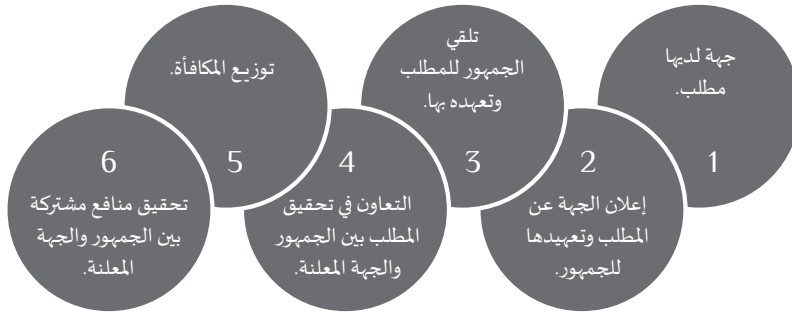 جهة لديها
مطلب.
1
2
إعلان الجهة عن
المطلب وتعهيدها
للجمهور.
تلقي
الجمهور للمطلب
وتعهده بها.
3
4
التعاون في تحقيق
المطلب بين الجمهور
والجهة المعلنة.
توزيع المكافأة.
5
6
تحقيق منافع مشتركة
بين الجمهور والجهة
المعلنة.